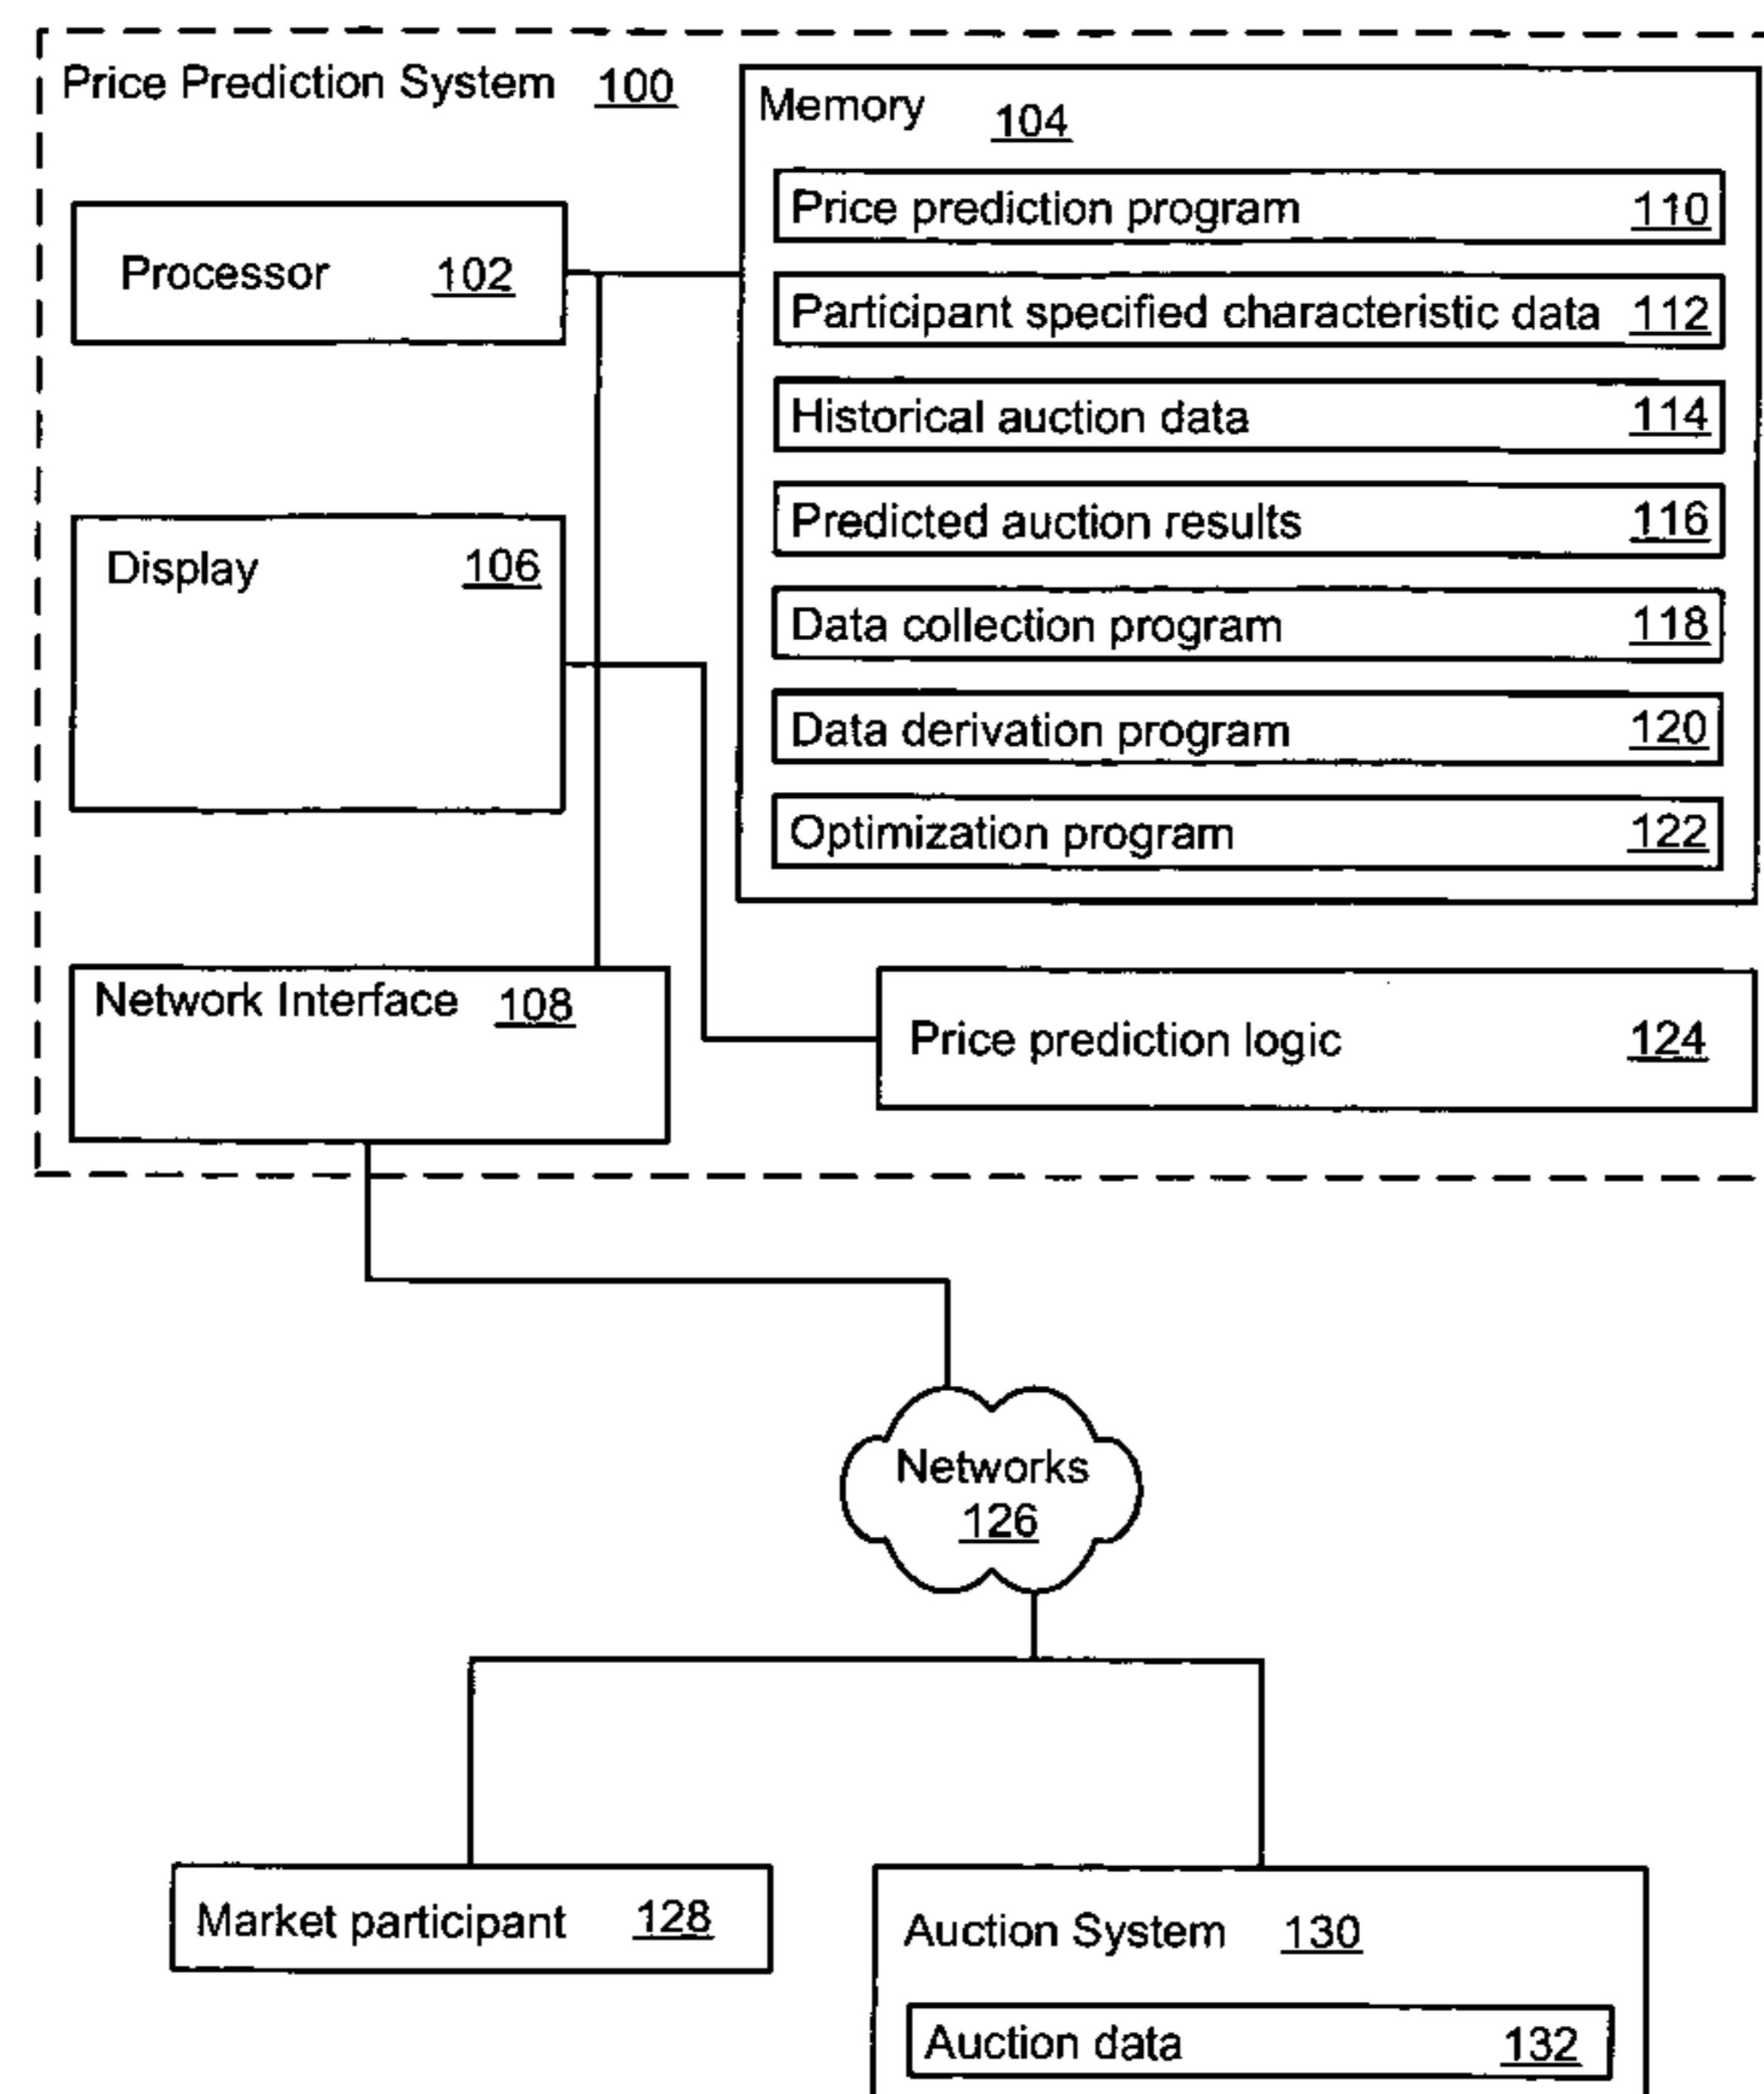 Price Prediction System 100
Memory 104
Price prediction program 110
Processor 102
Participant specified characteristic data 112
Historical auction data 114
Predicted auction results 116
Display 106
Data collection program 118
Data derivation program 120
Optimization program 122
Network Interface 108
Price prediction logic 124
Networks
126
Market participant 128
Auction System 130
Auction data 132